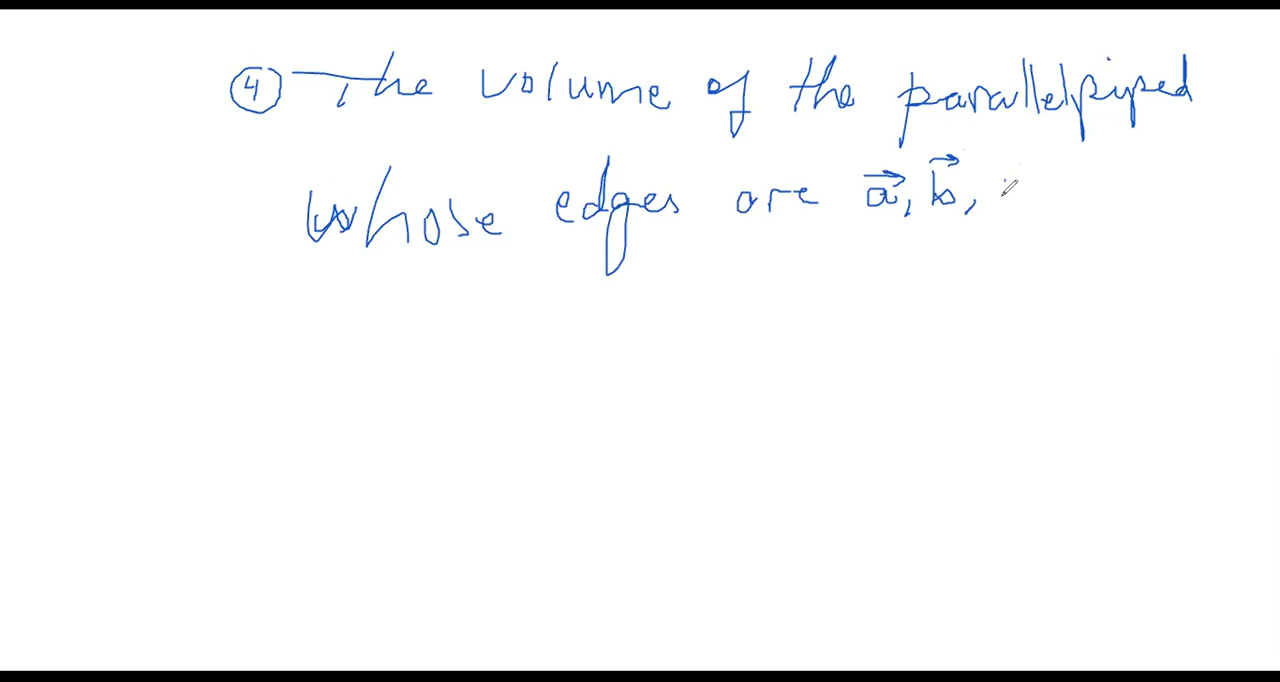 ④ The volume of the parallelpiped
whose edges are a⃗, b⃗,